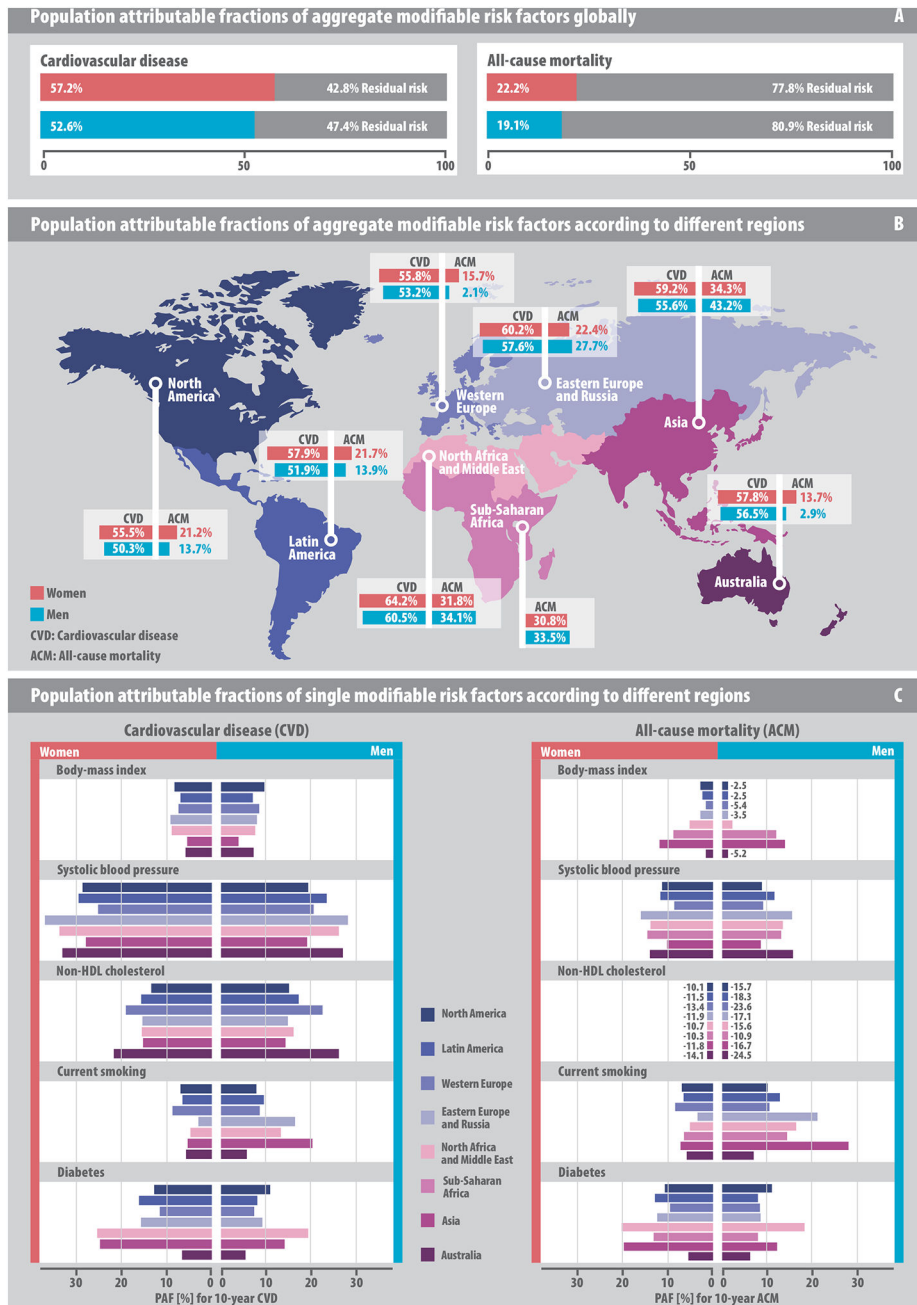 Population attributable fractions of aggregate modifiable risk factors globally A
Cardiovascular disease
57.2% 42.8% Residual risk
52.6% 47.4% Residual risk
0 50 100
All-cause mortality
22.2% 77.8% Residual risk
19.1% 80.9% Residual risk
0 50 100
Population attributable fractions of aggregate modifiable risk factors according to different regions B
CVD ACM
55.8% 15.7%
53.2% 2.1%
Western
Europe
CVD ACM
60.2% 22.4%
57.6% 27.7%
Eastern Europe
and Russia
CVD ACM
59.2% 34.3%
55.6% 43.2%
Asia
North
America
CVD ACM
55.5% 21.2%
50.3% 13.7%
CVD ACM
57.9% 21.7%
51.9% 13.9%
Latin
America
North Africa
and Middle East
CVD ACM
64.2% 31.8%
60.5% 34.1%
Sub-Saharan
Africa
ACM
30.8%
33.5%
CVD ACM
57.8% 13.7%
56.5% 2.9%
Australia
Women
Men
CVD: Cardiovascular disease
ACM: All-cause mortality
Population attributable fractions of single modifiable risk factors according to different regions C
Cardiovascular disease (CVD)
Women Men
Body-mass index
Systolic blood pressure
Non-HDL cholesterol
Current smoking
Diabetes
30 20 10 0 0 10 20 30
PAF [%] for 10-year CVD
North America
Latin America
Western Europe
Eastern Europe
and Russia
North Africa
and Middle East
Sub-Saharan
Africa
Asia
Australia
All-cause mortality (ACM)
Women Men
Body-mass index
-2.5
-2.5
-5.4
-3.5
-5.2
Systolic blood pressure
Non-HDL cholesterol
-10.1 -15.7
-11.5 -18.3
-13.4 -23.6
-11.9 -17.1
-10.7 -15.6
-10.3 -10.9
-11.8 -16.7
-14.1 -24.5
Current smoking
Diabetes
30 20 10 0 0 10 20 30
PAF [%] for 10-year ACM